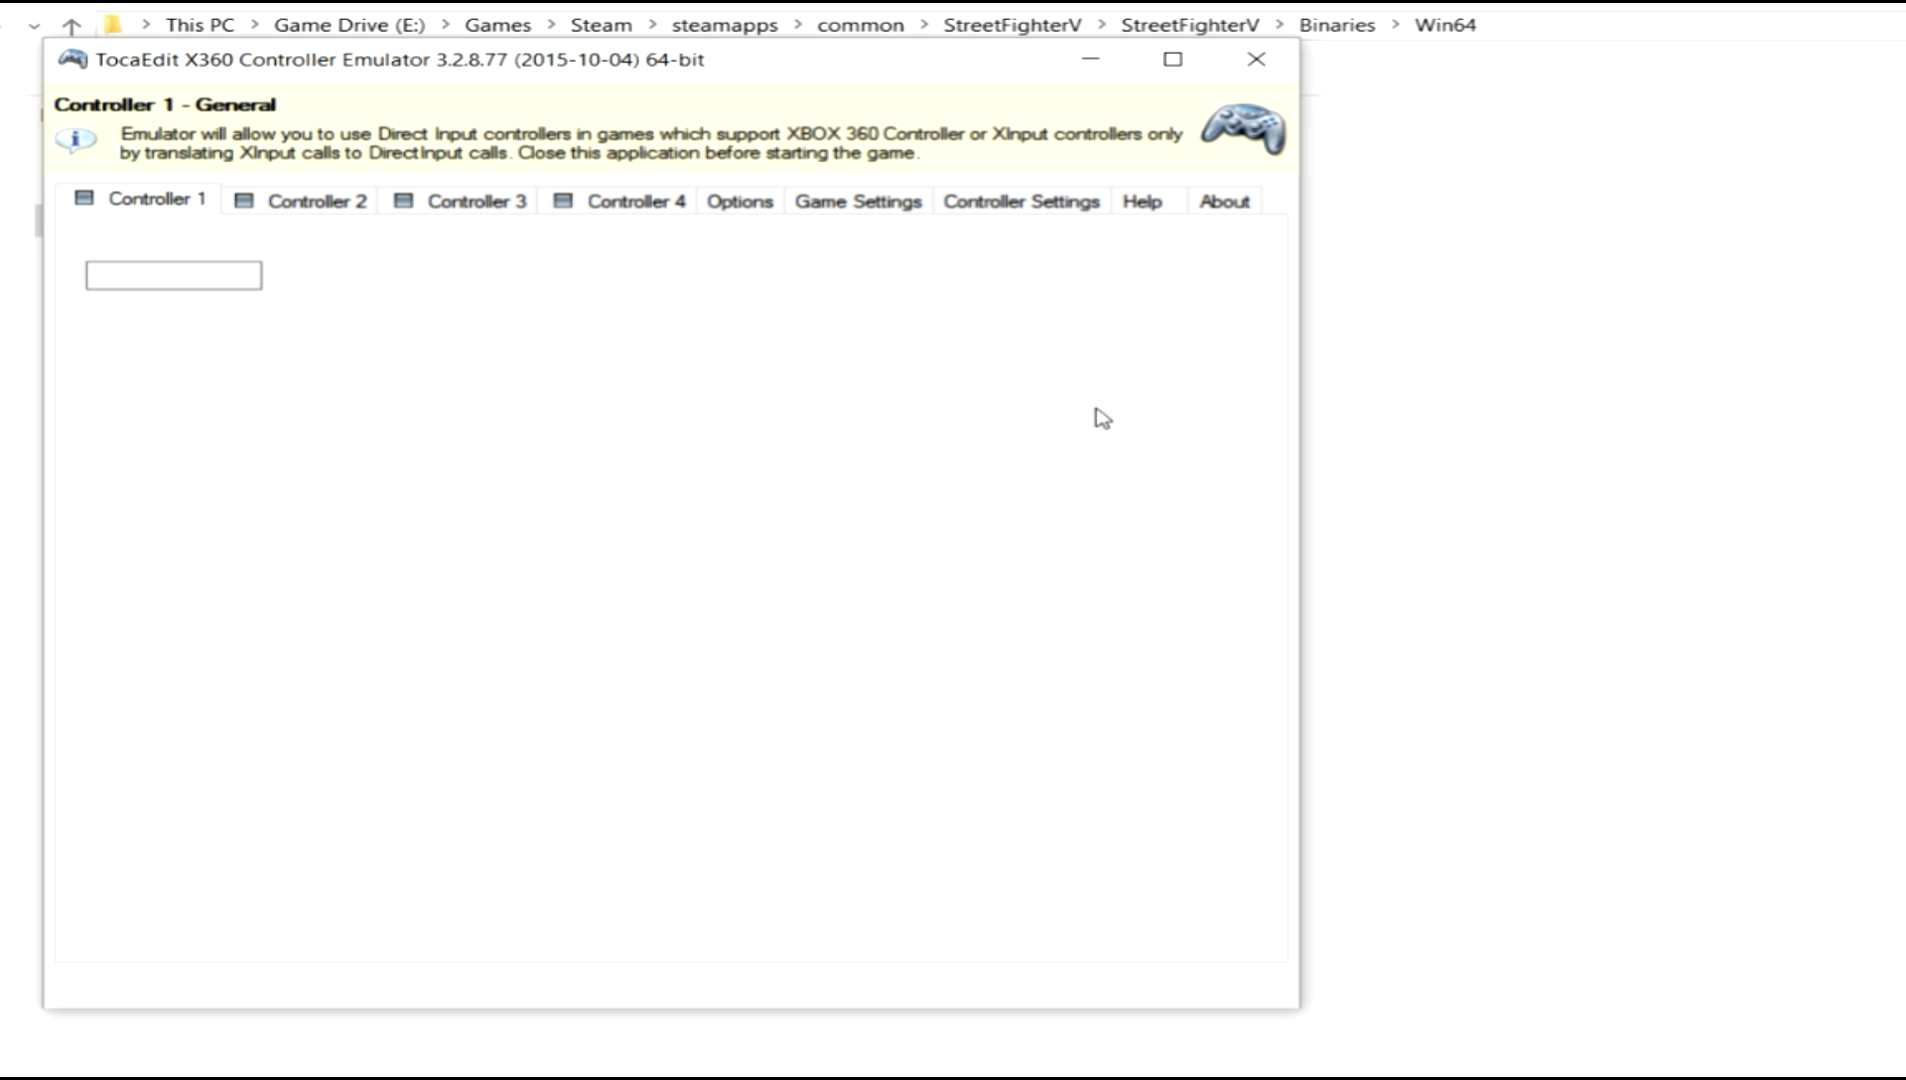 This PC > Game Drive (E:) > Games > Steam > steamapps > common > StreetFighterV > StreetFighterV > Binaries > Win64
TocaEdit X360 Controller Emulator 3.2.8.77 (2015-10-04) 64-bit
Controller 1 - General
Emulator will allow you to use Direct Input controllers in games which support XBOX 360 Controller or XInput controllers only
by translating XInput calls to DirectInput calls. Close this application before starting the game.
Controller 1 Controller 2 Controller 3 Controller 4 Options Game Settings Controller Settings Help About